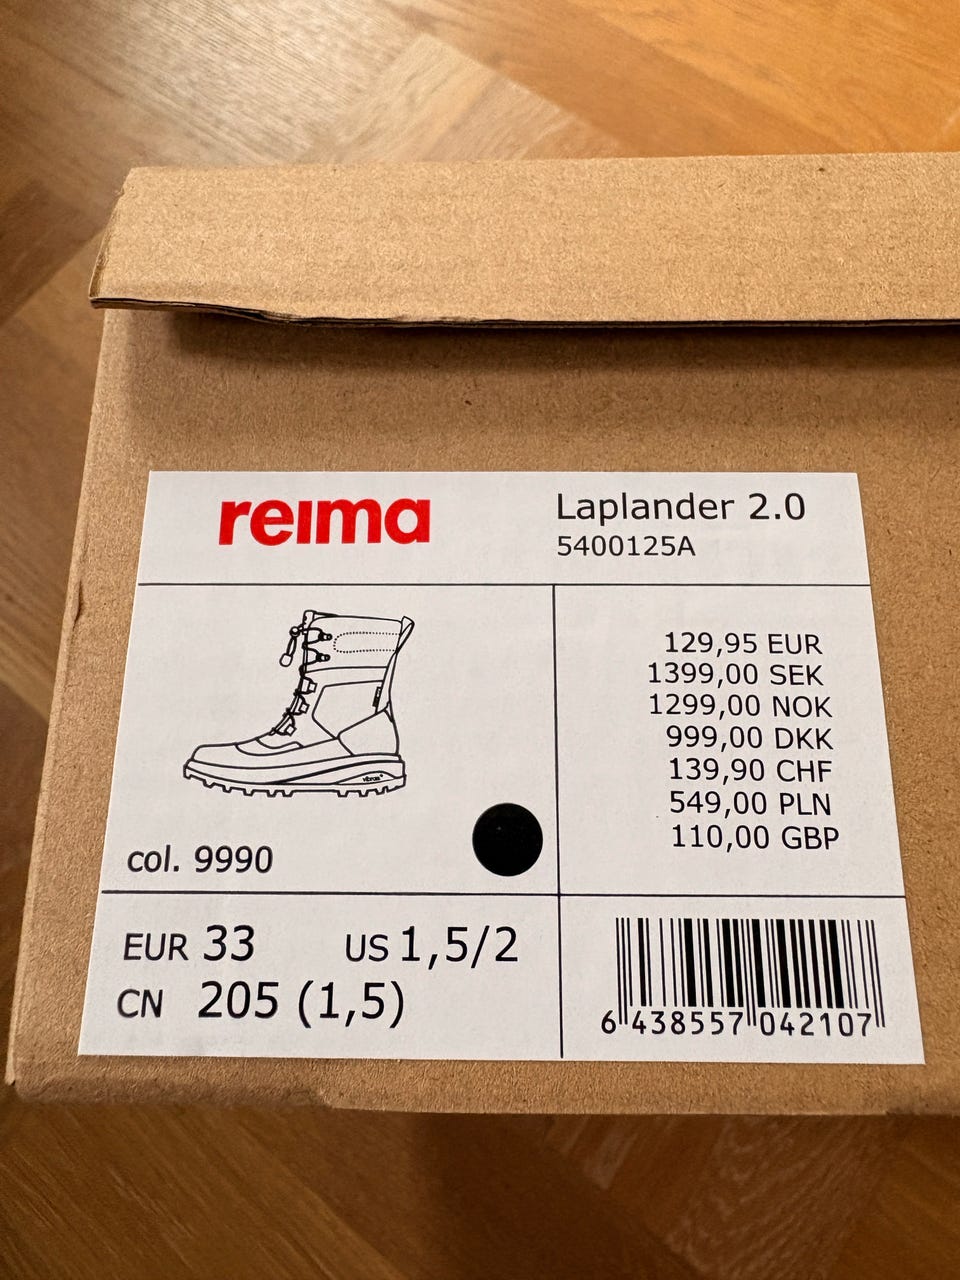 reima
Laplander 2.0
5400125A
vibram
129,95 EUR
1399,00 SEK
1299,00 NOK
999,00 DKK
139,90 CHF
549,00 PLN
110,00 GBP
col. 9990
EUR 33 US 1,5/2
CN 205 (1,5)
6 438557 042107